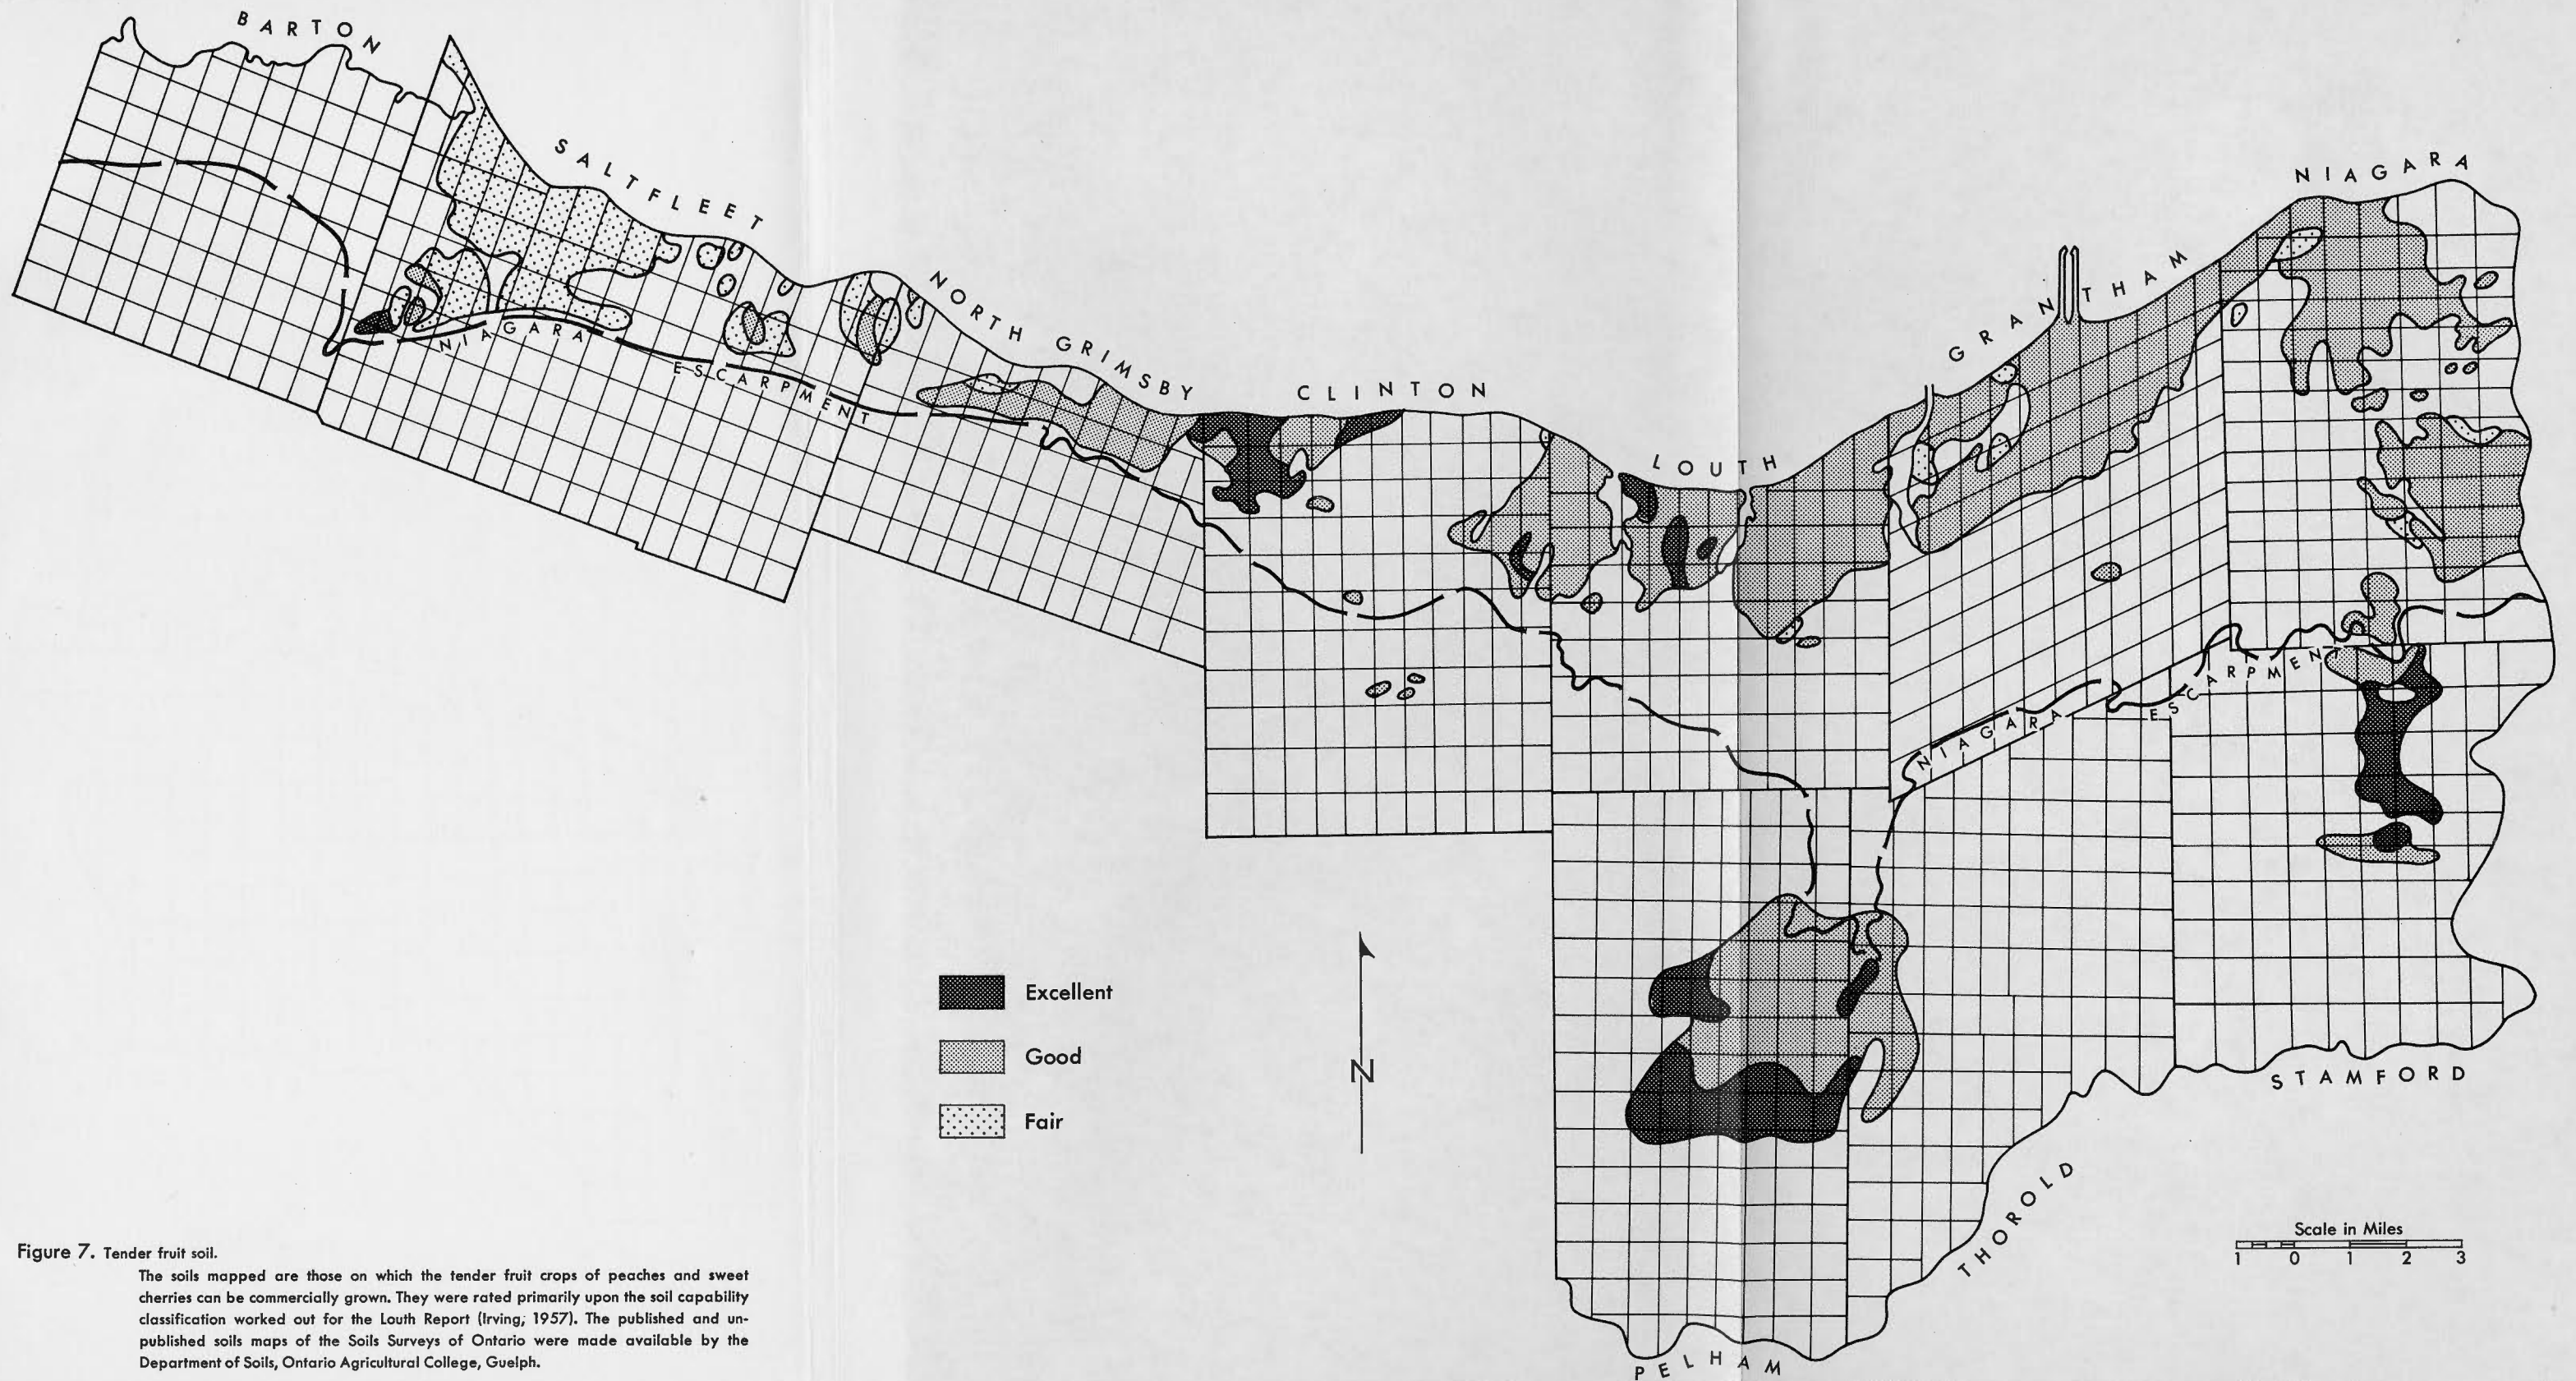 BARTON
SALTFLEET
NORTH GRIMSBY
CLINTON
LOUTH
GRANTHAM
NIAGARA
NIAGARA ESCARPMENT
NIAGARA ESCARPMENT
STAMFORD
THOROLD
PELHAM
Excellent
Good
Fair
N
Scale in Miles
1 0 1 2 3
Figure 7. Tender fruit soil.
The soils mapped are those on which the tender fruit crops of peaches and sweet
cherries can be commercially grown. They were rated primarily upon the soil capability
classification worked out for the Louth Report (Irving, 1957). The published and un-
published soils maps of the Soils Surveys of Ontario were made available by the
Department of Soils, Ontario Agricultural College, Guelph.